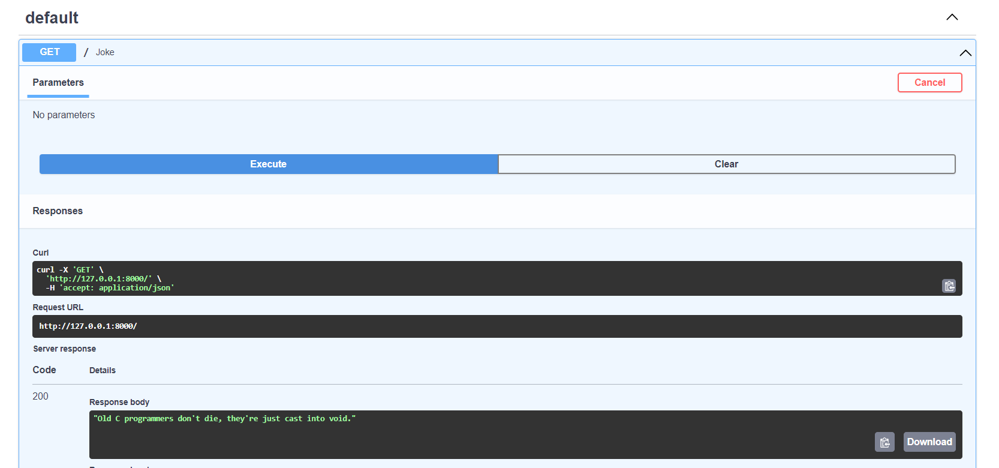 default
GET / Joke
Parameters
Cancel
No parameters
Execute
Clear
Responses
Curl
curl -X 'GET' \
'http://127.0.0.1:8000/' \
-H 'accept: application/json'
Request URL
http://127.0.0.1:8000/
Server response
Code Details
200
Response body
"Old C programmers don't die, they're just cast into void."
Download